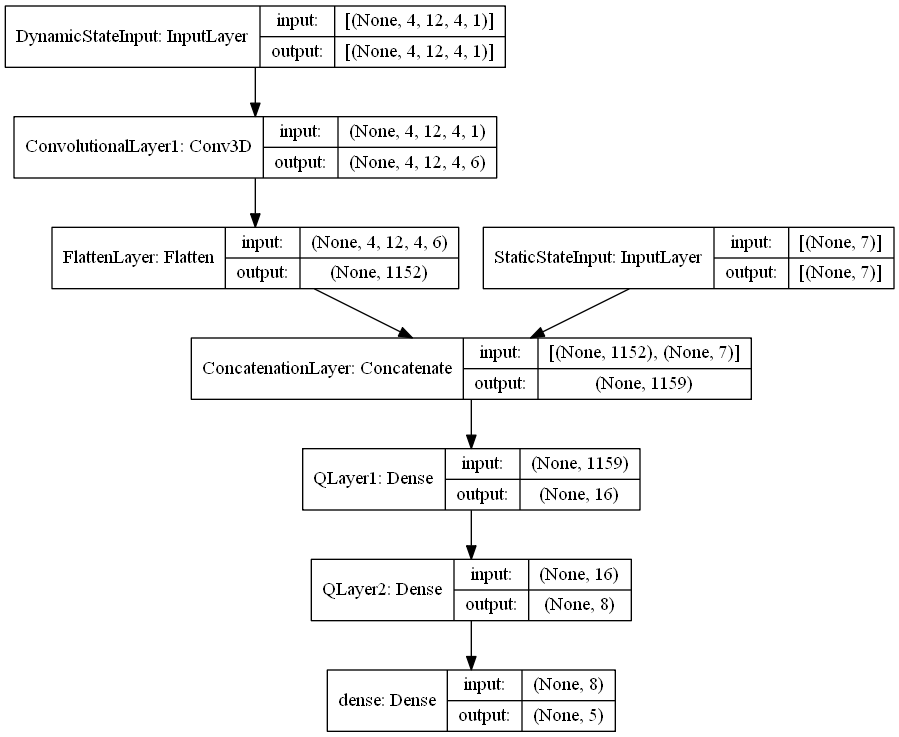 DynamicStateInput: InputLayer
input: [(None, 4, 12, 4, 1)]
output: [(None, 4, 12, 4, 1)]
ConvolutionalLayer1: Conv3D
input: (None, 4, 12, 4, 1)
output: (None, 4, 12, 4, 6)
FlattenLayer: Flatten
input: (None, 4, 12, 4, 6)
output: (None, 1152)
StaticStateInput: InputLayer
input: [(None, 7)]
output: [(None, 7)]
ConcatenationLayer: Concatenate
input: [(None, 1152), (None, 7)]
output: (None, 1159)
QLayer1: Dense
input: (None, 1159)
output: (None, 16)
QLayer2: Dense
input: (None, 16)
output: (None, 8)
dense: Dense
input: (None, 8)
output: (None, 5)